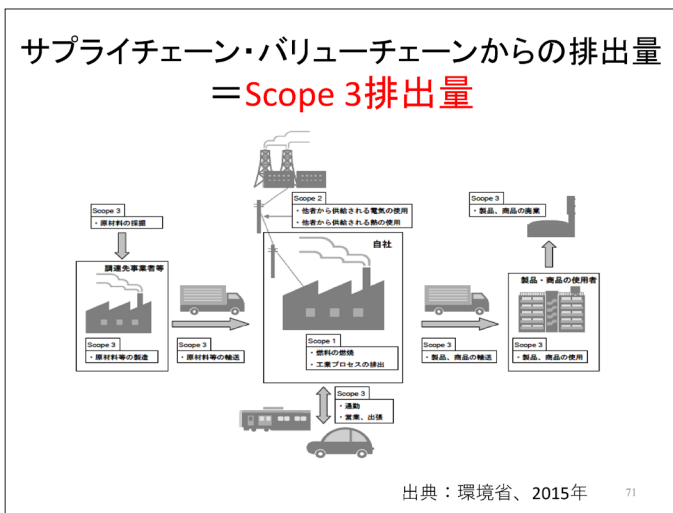 サプライチェーン・バリューチェーンからの排出量
＝Scope 3排出量
Scope 3
・原材料の採掘
Scope 2
・他者から供給される電気の使用
・他者から供給される熱の使用
Scope 3
・製品、商品の廃棄
調達先事業者等
自社
製品・商品の使用者
Scope 3
・原材料等の製造
Scope 3
・原材料等の輸送
Scope 1
・燃料の燃焼
・工業プロセスの排出
Scope 3
・製品、商品の輸送
Scope 3
・製品、商品の使用
Scope 3
・通勤
・営業、出張
出典：環境省、2015年
71